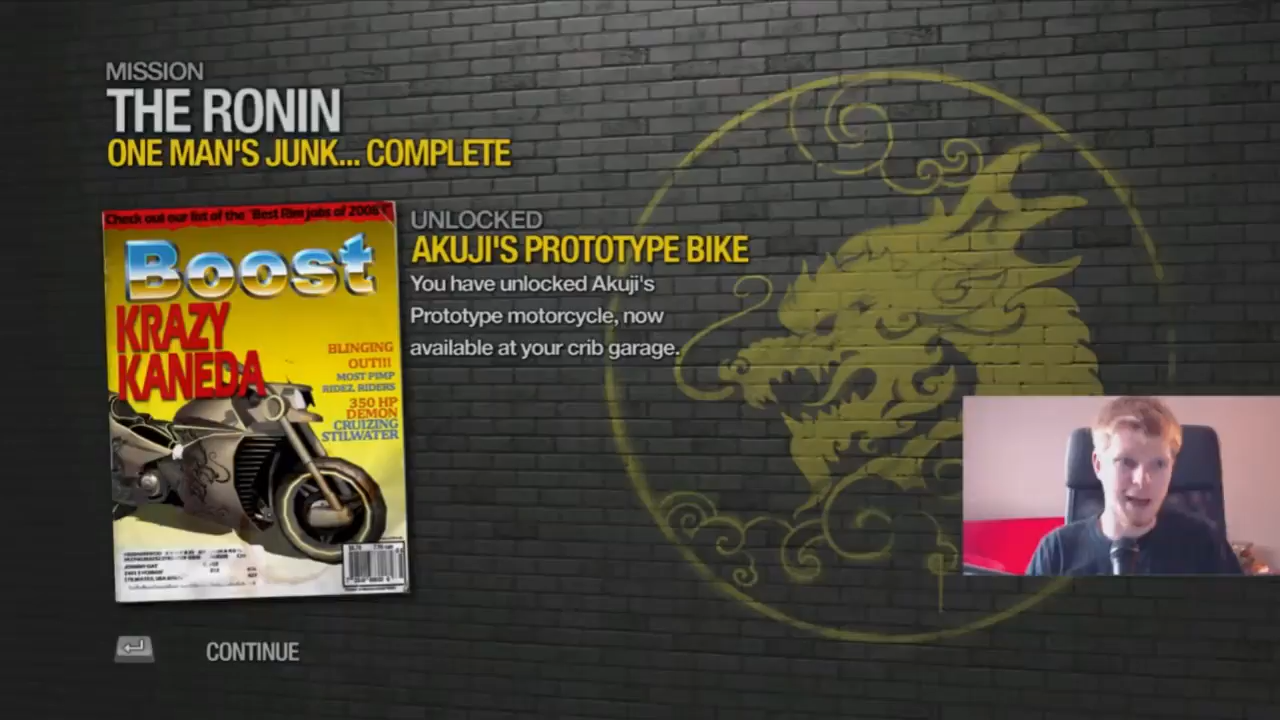 MISSION
THE RONIN
ONE MAN'S JUNK... COMPLETE
Check out our list of the "Best Rim jobs of 2006"!
Boost
KRAZY
KANEDA
BLINGING
OUT!!!
MOST PIMP
RIDEZ, RIDERS
350 HP
DEMON
CRUIZING
STILWATER
UNLOCKED
AKUJI'S PROTOTYPE BIKE
You have unlocked Akuji's
Prototype motorcycle, now
available at your crib garage.
CONTINUE